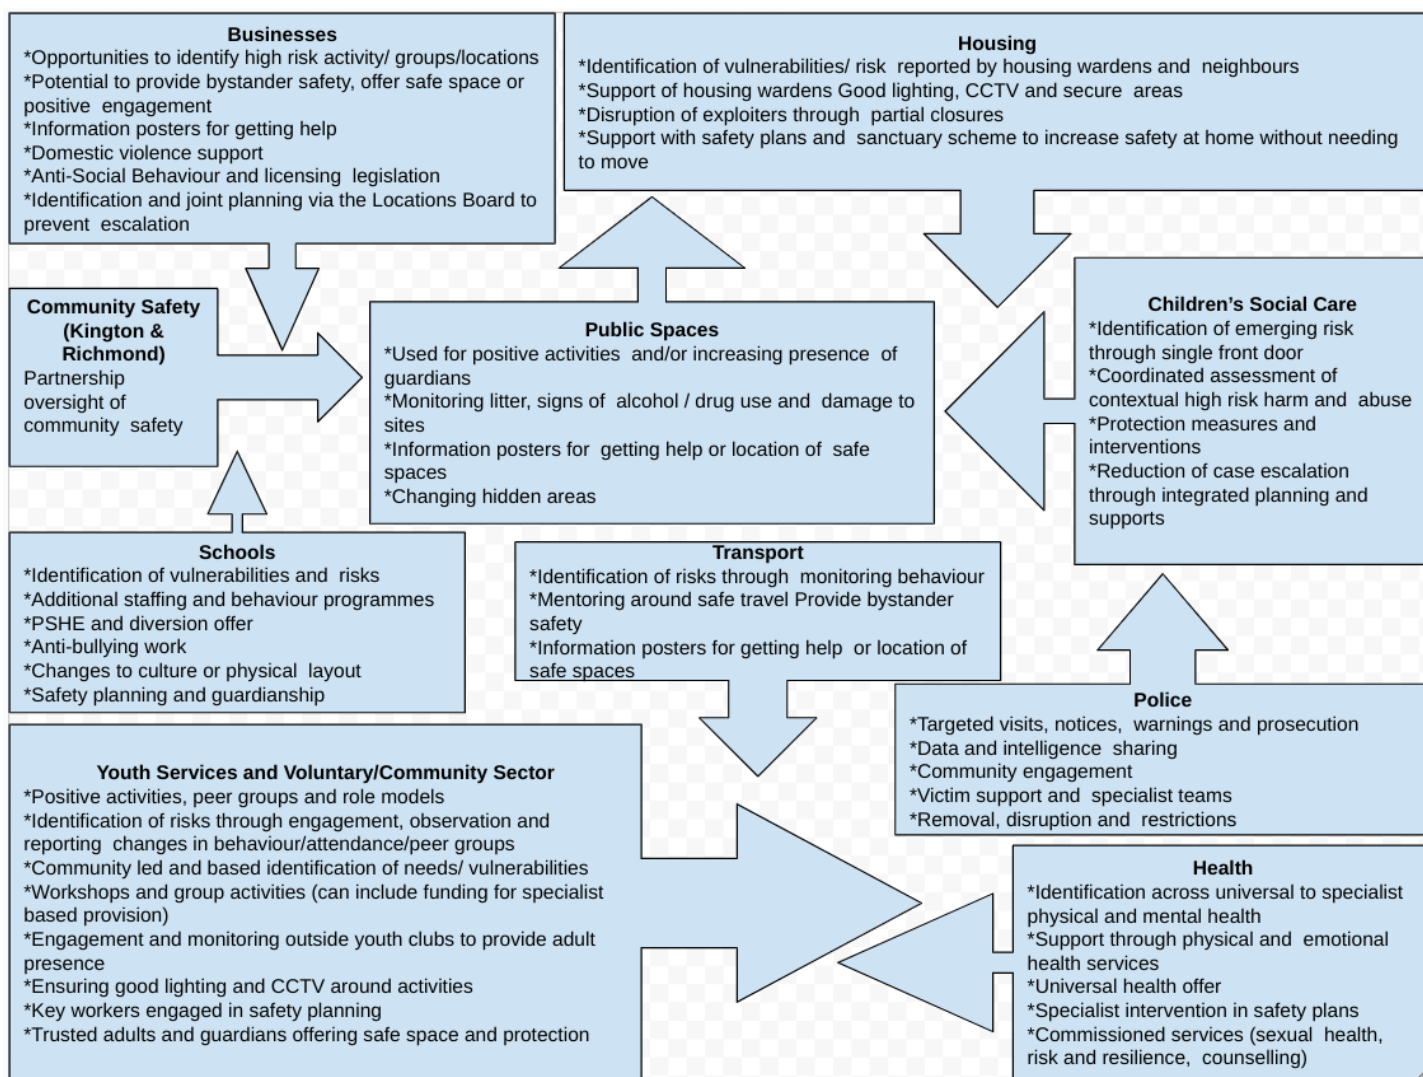 Businesses
*Opportunities to identify high risk activity/ groups/locations
*Potential to provide bystander safety, offer safe space or
positive engagement
*Information posters for getting help
*Domestic violence support
*Anti-Social Behaviour and licensing legislation
*Identification and joint planning via the Locations Board to
prevent escalation
Housing
*Identification of vulnerabilities/ risk reported by housing wardens and neighbours
*Support of housing wardens Good lighting, CCTV and secure areas
*Disruption of exploiters through partial closures
*Support with safety plans and sanctuary scheme to increase safety at home without needing
to move
Community Safety
(Kington &
Richmond)
Partnership
oversight of
community safety
Public Spaces
*Used for positive activities and/or increasing presence of
guardians
*Monitoring litter, signs of alcohol / drug use and damage to
sites
*Information posters for getting help or location of safe
spaces
*Changing hidden areas
Children's Social Care
*Identification of emerging risk
through single front door
*Coordinated assessment of
contextual high risk harm and abuse
*Protection measures and
interventions
*Reduction of case escalation
through integrated planning and
supports
Schools
*Identification of vulnerabilities and risks
*Additional staffing and behaviour programmes
*PSHE and diversion offer
*Anti-bullying work
*Changes to culture or physical layout
*Safety planning and guardianship
Transport
*Identification of risks through monitoring behaviour
*Mentoring around safe travel Provide bystander
safety
*Information posters for getting help or location of
safe spaces
Police
*Targeted visits, notices, warnings and prosecution
*Data and intelligence sharing
*Community engagement
*Victim support and specialist teams
*Removal, disruption and restrictions
Youth Services and Voluntary/Community Sector
*Positive activities, peer groups and role models
*Identification of risks through engagement, observation and
reporting changes in behaviour/attendance/peer groups
*Community led and based identification of needs/ vulnerabilities
*Workshops and group activities (can include funding for specialist
based provision)
*Engagement and monitoring outside youth clubs to provide adult
presence
*Ensuring good lighting and CCTV around activities
*Key workers engaged in safety planning
*Trusted adults and guardians offering safe space and protection
Health
*Identification across universal to specialist
physical and mental health
*Support through physical and emotional
health services
*Universal health offer
*Specialist intervention in safety plans
*Commissioned services (sexual health,
risk and resilience, counselling)